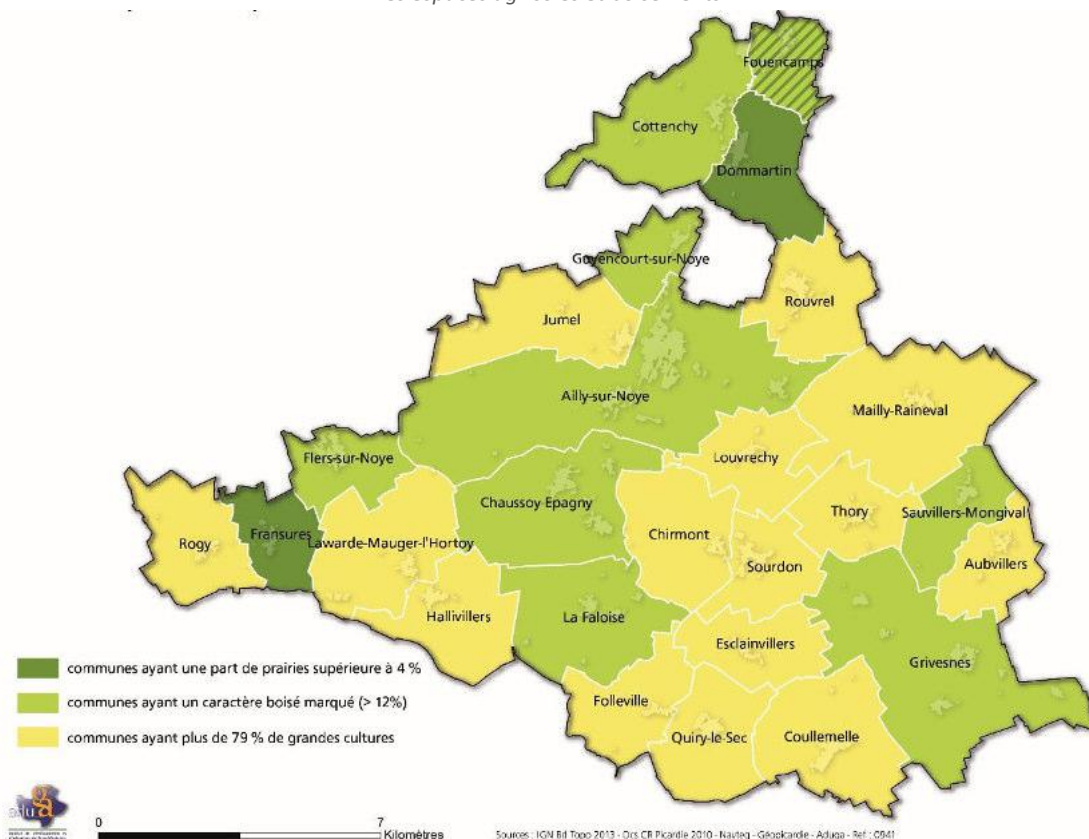 Fouencamps
Cottenchy
Dommartin
Guyencourt-sur-Noye
Rouvrel
Jumel
Ailly-sur-Noye
Mailly-Raineval
Louvrechy
Flers-sur-Noye
Chaussoy-Epagny
Thory
Sauvillers-Mongival
Chirmont
Fransures
Rogy
Lawarde-Mauger-l'Hortoy
Sourdon
Aubvillers
Hallivillers
La Faloise
Esclainvillers
Grivesnes
communes ayant une part de prairies supérieure à 4 %
communes ayant un caractère boisé marqué (> 12%)
Folleville
communes ayant plus de 79 % de grandes cultures
Quiry-le-Sec
Coullemelle
0
7
Kilomètres
Sources : IGN Bd Topo 2013 - Ocs CR Picardie 2010 - Navteq - Géopicardie - Aduga - Ref : 0941